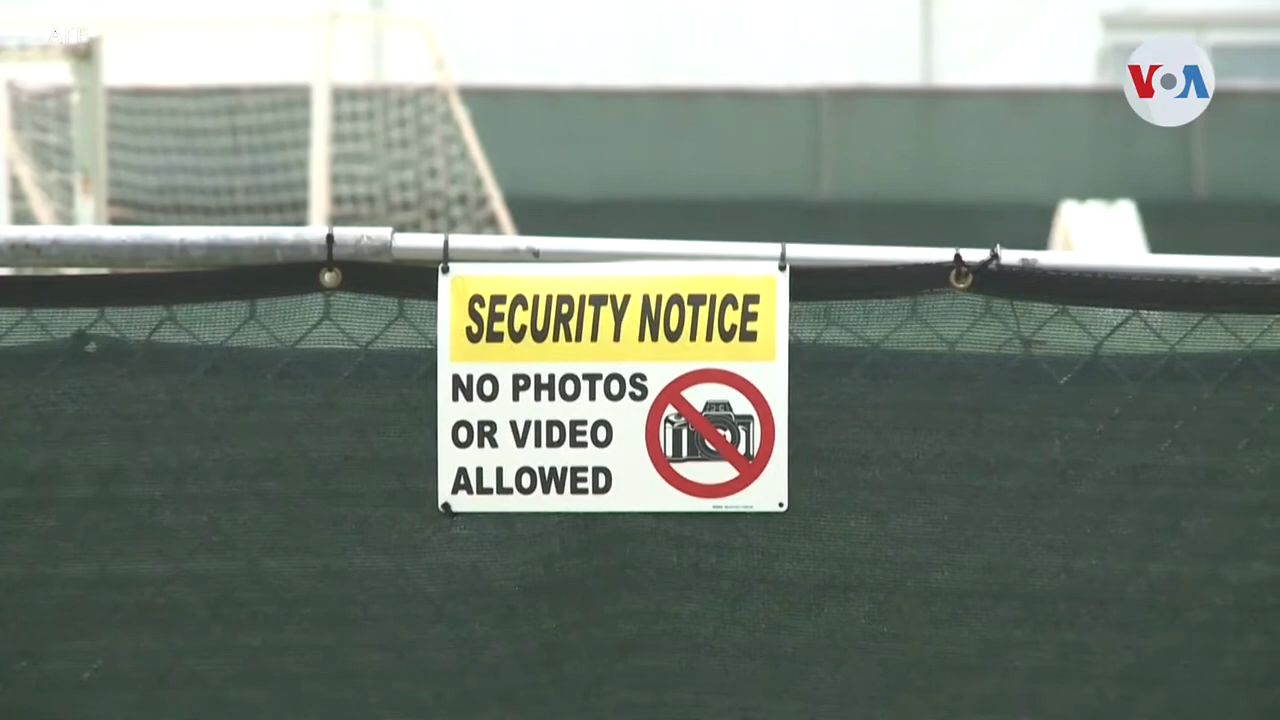 VOA
SECURITY NOTICE
NO PHOTOS
OR VIDEO
ALLOWED